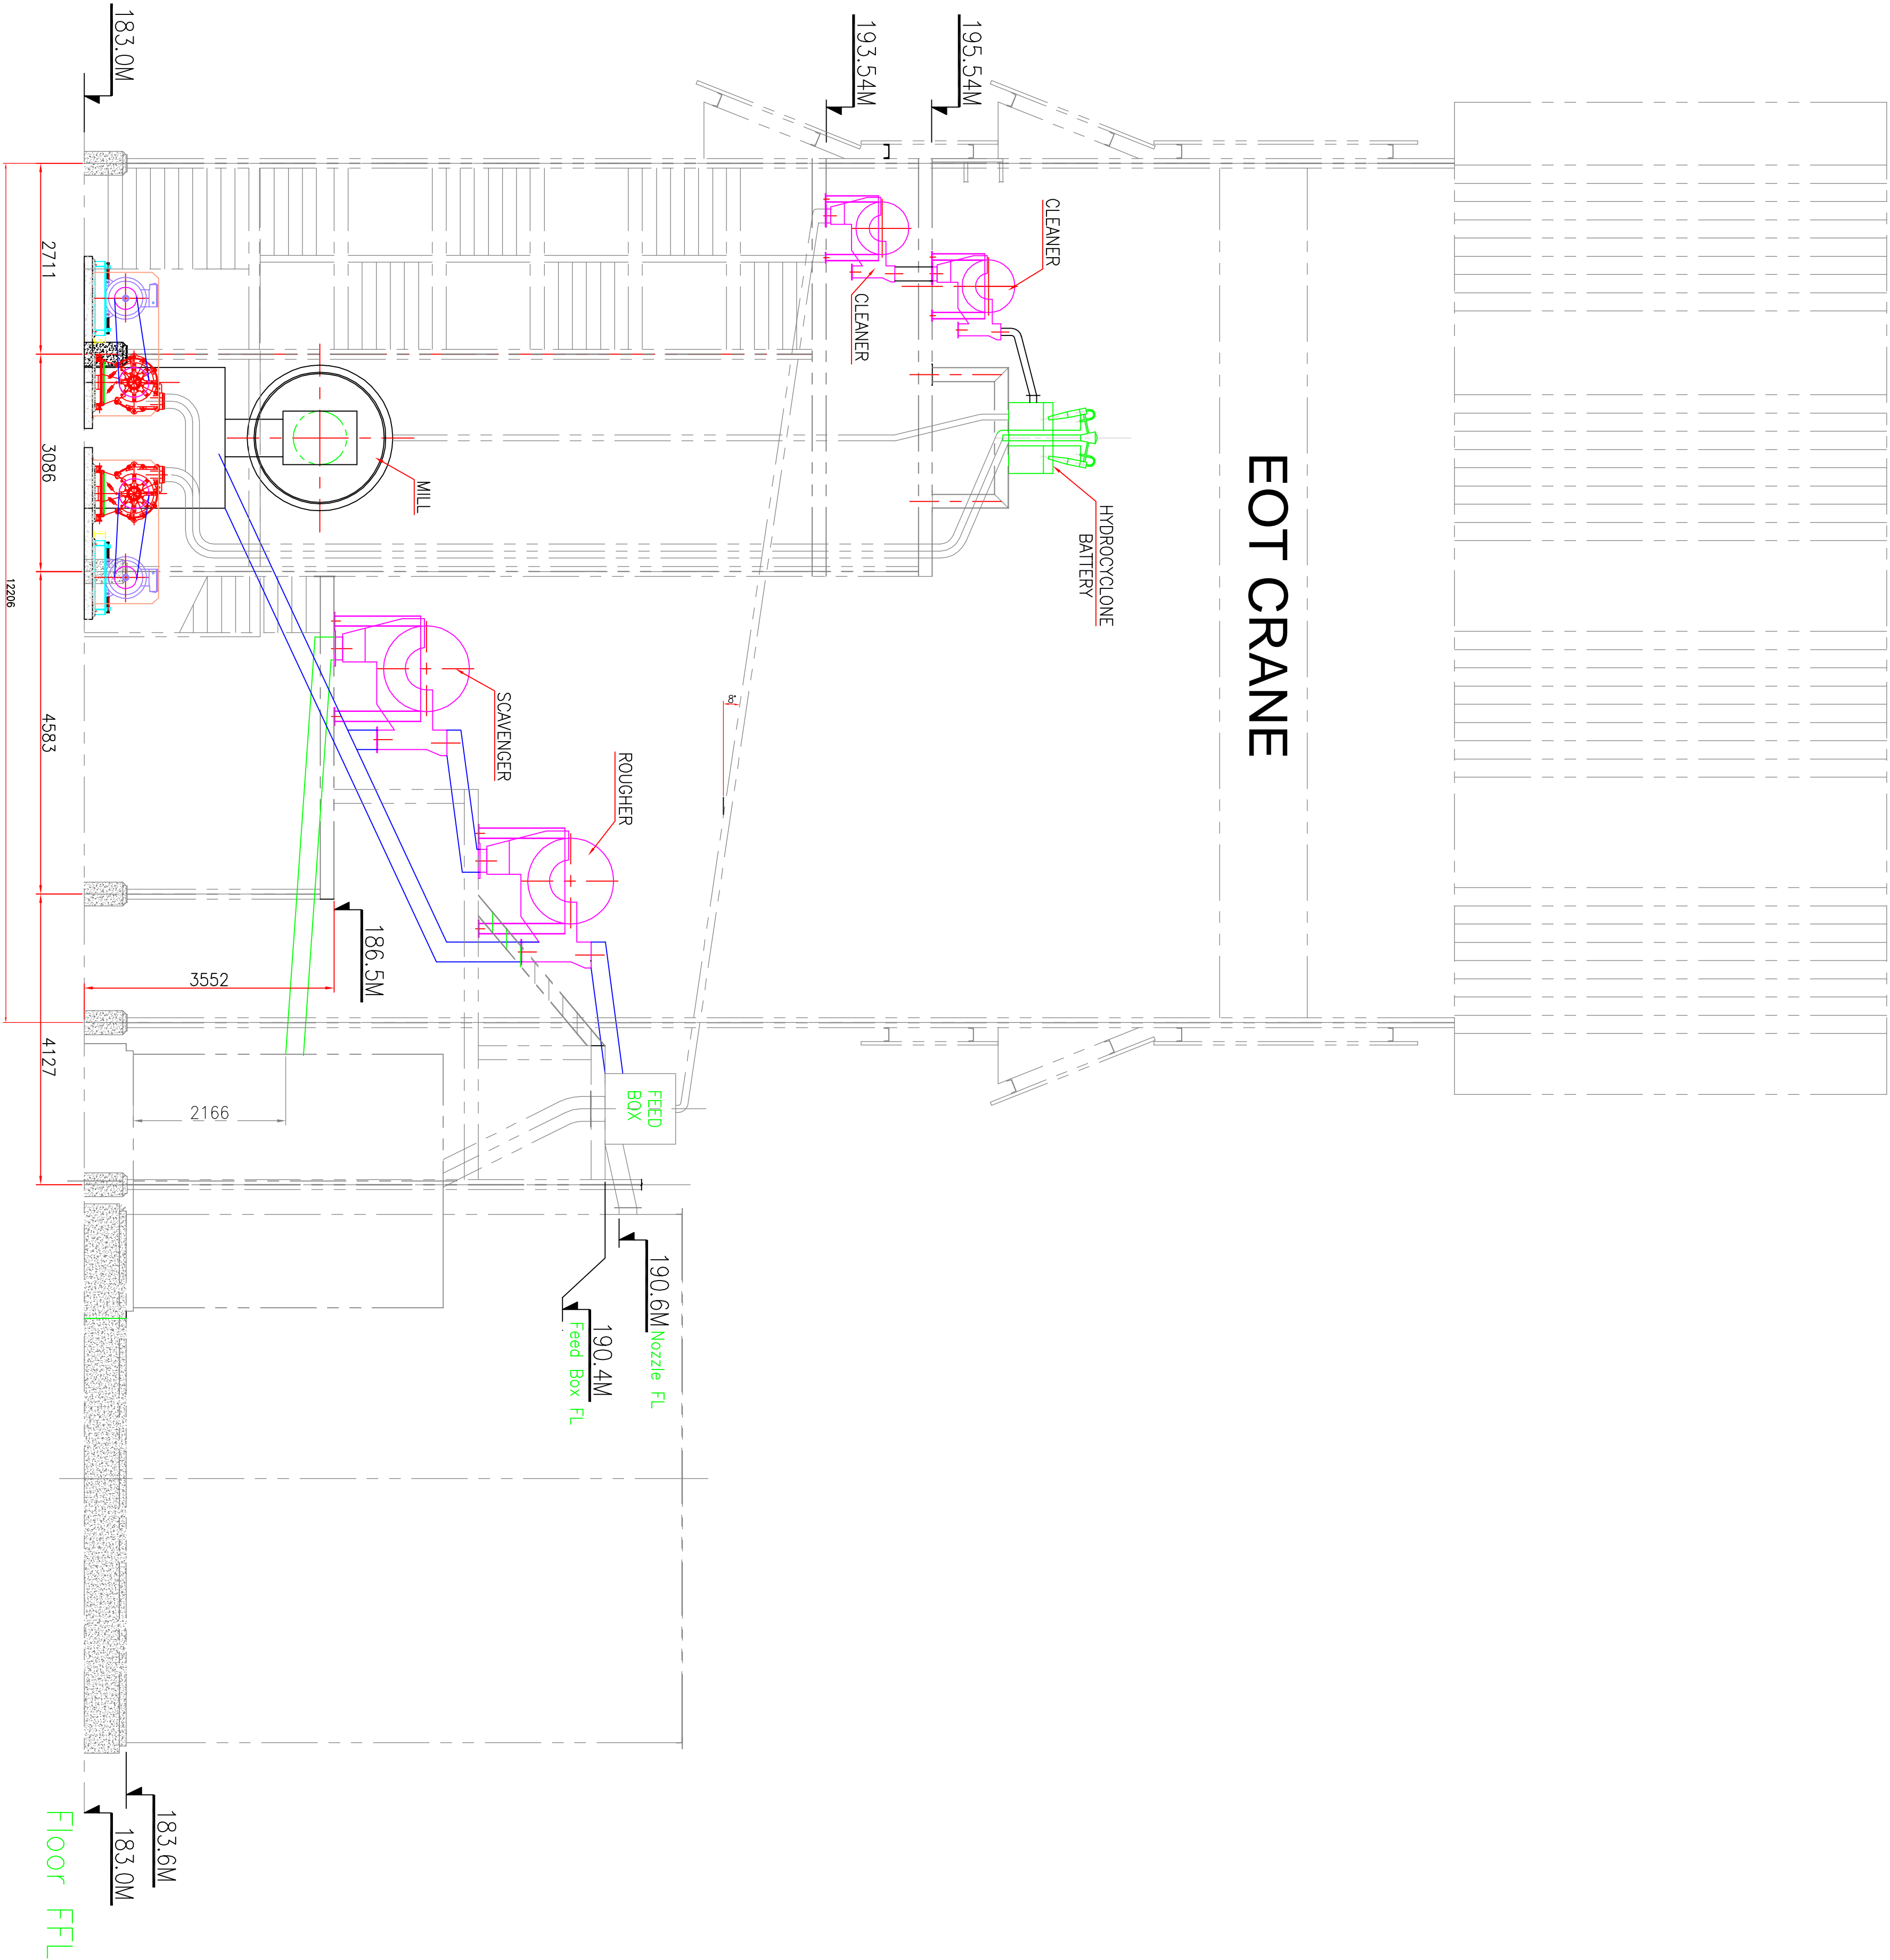 EOT CRANE
195.54M
193.54M
CLEANER
CLEANER
HYDROCYCLONE
BATTERY
MILL
SCAVENGER
ROUGHER
8°
FEED
BOX
190.6M Nozzle FL
190.4M
Feed Box FL
186.5M
3552
2166
183.0M
183.6M
183.0M
Floor FFL
2711
3086
4583
4127
12206